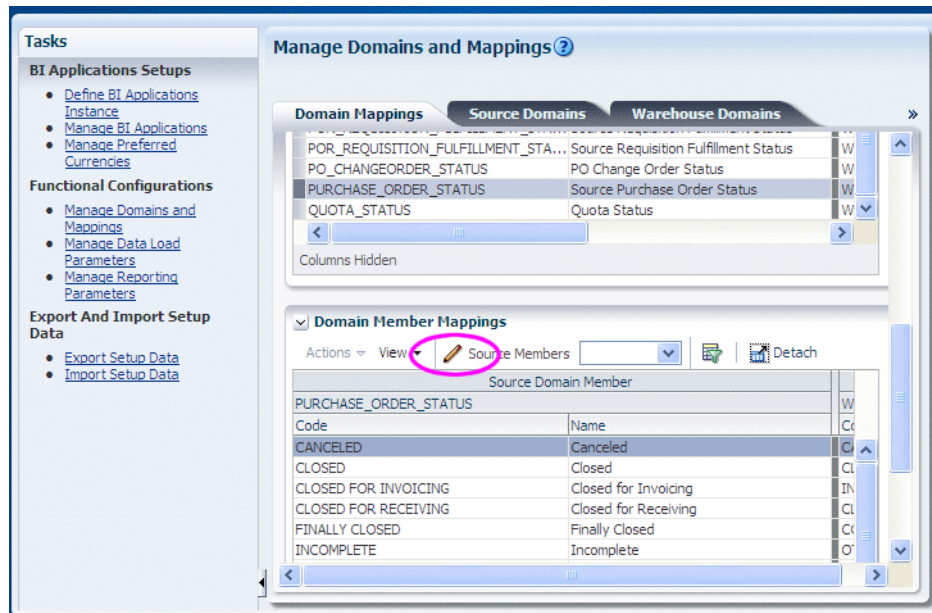 Tasks
BI Applications Setups
Define BI Applications
Instance
Manage BI Applications
Manage Preferred
Currencies
Functional Configurations
Manage Domains and
Mappings
Manage Data Load
Parameters
Manage Reporting
Parameters
Export And Import Setup
Data
Export Setup Data
Import Setup Data
Manage Domains and Mappings ?
Domain Mappings Source Domains Warehouse Domains »
POR_REQUISITION_FULFILLMENT_STA... Source Requisition Fulfillment Status W
PO_CHANGEORDER_STATUS PO Change Order Status W
PURCHASE_ORDER_STATUS Source Purchase Order Status W
QUOTA_STATUS Quota Status W
Columns Hidden
Domain Member Mappings
Actions View Source Members Detach
Source Domain Member
PURCHASE_ORDER_STATUS W
Code Name
CANCELED Canceled
CLOSED Closed
CLOSED FOR INVOICING Closed for Invoicing
CLOSED FOR RECEIVING Closed for Receiving
FINALLY CLOSED Finally Closed
INCOMPLETE Incomplete